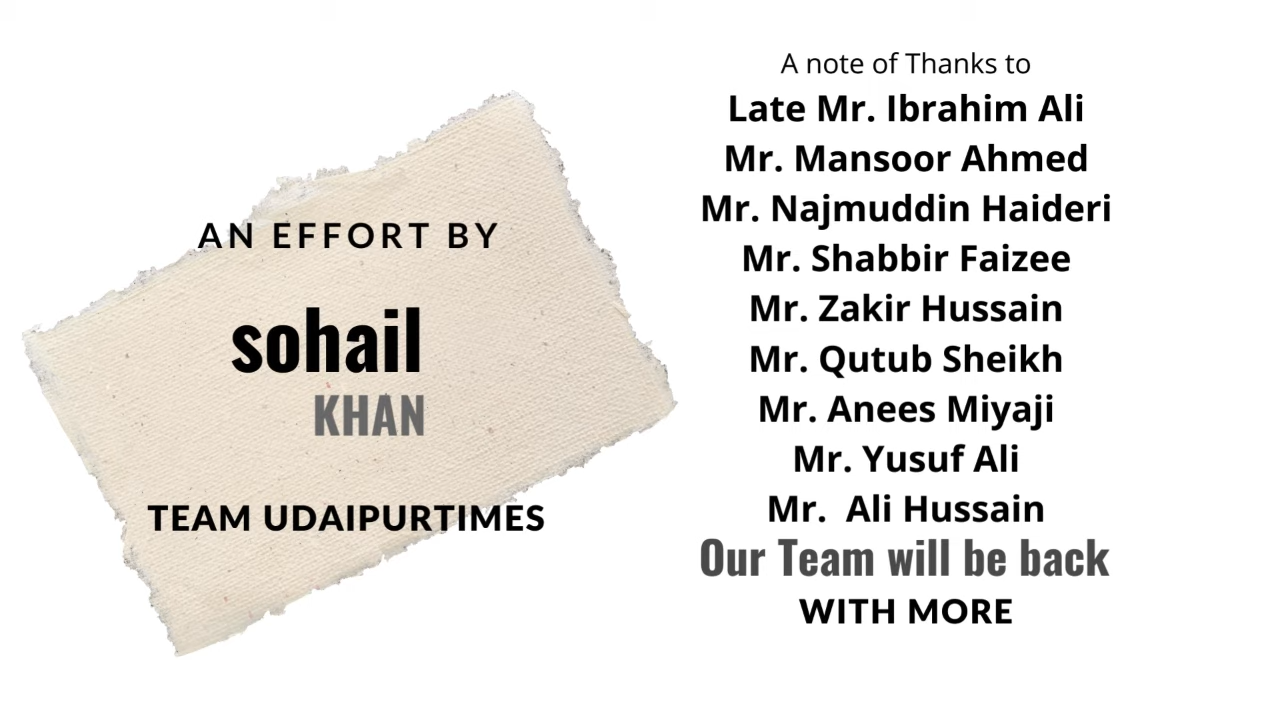 AN EFFORT BY
sohail
KHAN
TEAM UDAIPURTIMES
A note of Thanks to
Late Mr. Ibrahim Ali
Mr. Mansoor Ahmed
Mr. Najmuddin Haideri
Mr. Shabbir Faizee
Mr. Zakir Hussain
Mr. Qutub Sheikh
Mr. Anees Miyaji
Mr. Yusuf Ali
Mr.  Ali Hussain
Our Team will be back
WITH MORE